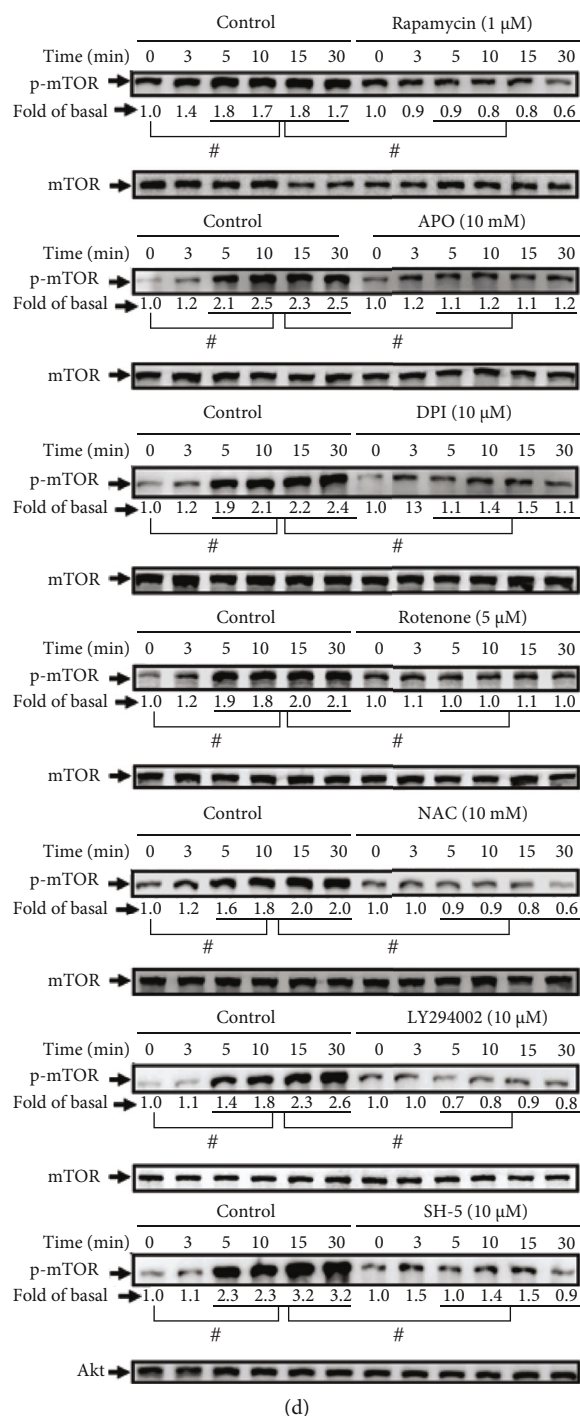 Control Rapamycin (1 μM)
Time (min) 0 3 5 10 15 30 0 3 5 10 15 30
p-mTOR
Fold of basal 1.0 1.4 1.8 1.7 1.8 1.7 1.0 0.9 0.9 0.8 0.8 0.6
# #
mTOR
Control APO (10 mM)
Time (min) 0 3 5 10 15 30 0 3 5 10 15 30
p-mTOR
Fold of basal 1.0 1.2 2.1 2.5 2.3 2.5 1.0 1.2 1.1 1.2 1.1 1.2
# #
mTOR
Control DPI (10 μM)
Time (min) 0 3 5 10 15 30 0 3 5 10 15 30
p-mTOR
Fold of basal 1.0 1.2 1.9 2.1 2.2 2.4 1.0 13 1.1 1.4 1.5 1.1
# #
mTOR
Control Rotenone (5 μM)
Time (min) 0 3 5 10 15 30 0 3 5 10 15 30
p-mTOR
Fold of basal 1.0 1.2 1.9 1.8 2.0 2.1 1.0 1.1 1.0 1.0 1.1 1.0
# #
mTOR
Control NAC (10 mM)
Time (min) 0 3 5 10 15 30 0 3 5 10 15 30
p-mTOR
Fold of basal 1.0 1.2 1.6 1.8 2.0 2.0 1.0 1.0 0.9 0.9 0.8 0.6
# #
mTOR
Control LY294002 (10 μM)
Time (min) 0 3 5 10 15 30 0 3 5 10 15 30
p-mTOR
Fold of basal 1.0 1.1 1.4 1.8 2.3 2.6 1.0 1.0 0.7 0.8 0.9 0.8
# #
mTOR
Control SH-5 (10 μM)
Time (min) 0 3 5 10 15 30 0 3 5 10 15 30
p-mTOR
Fold of basal 1.0 1.1 2.3 2.3 3.2 3.2 1.0 1.5 1.0 1.4 1.5 0.9
# #
Akt
(d)